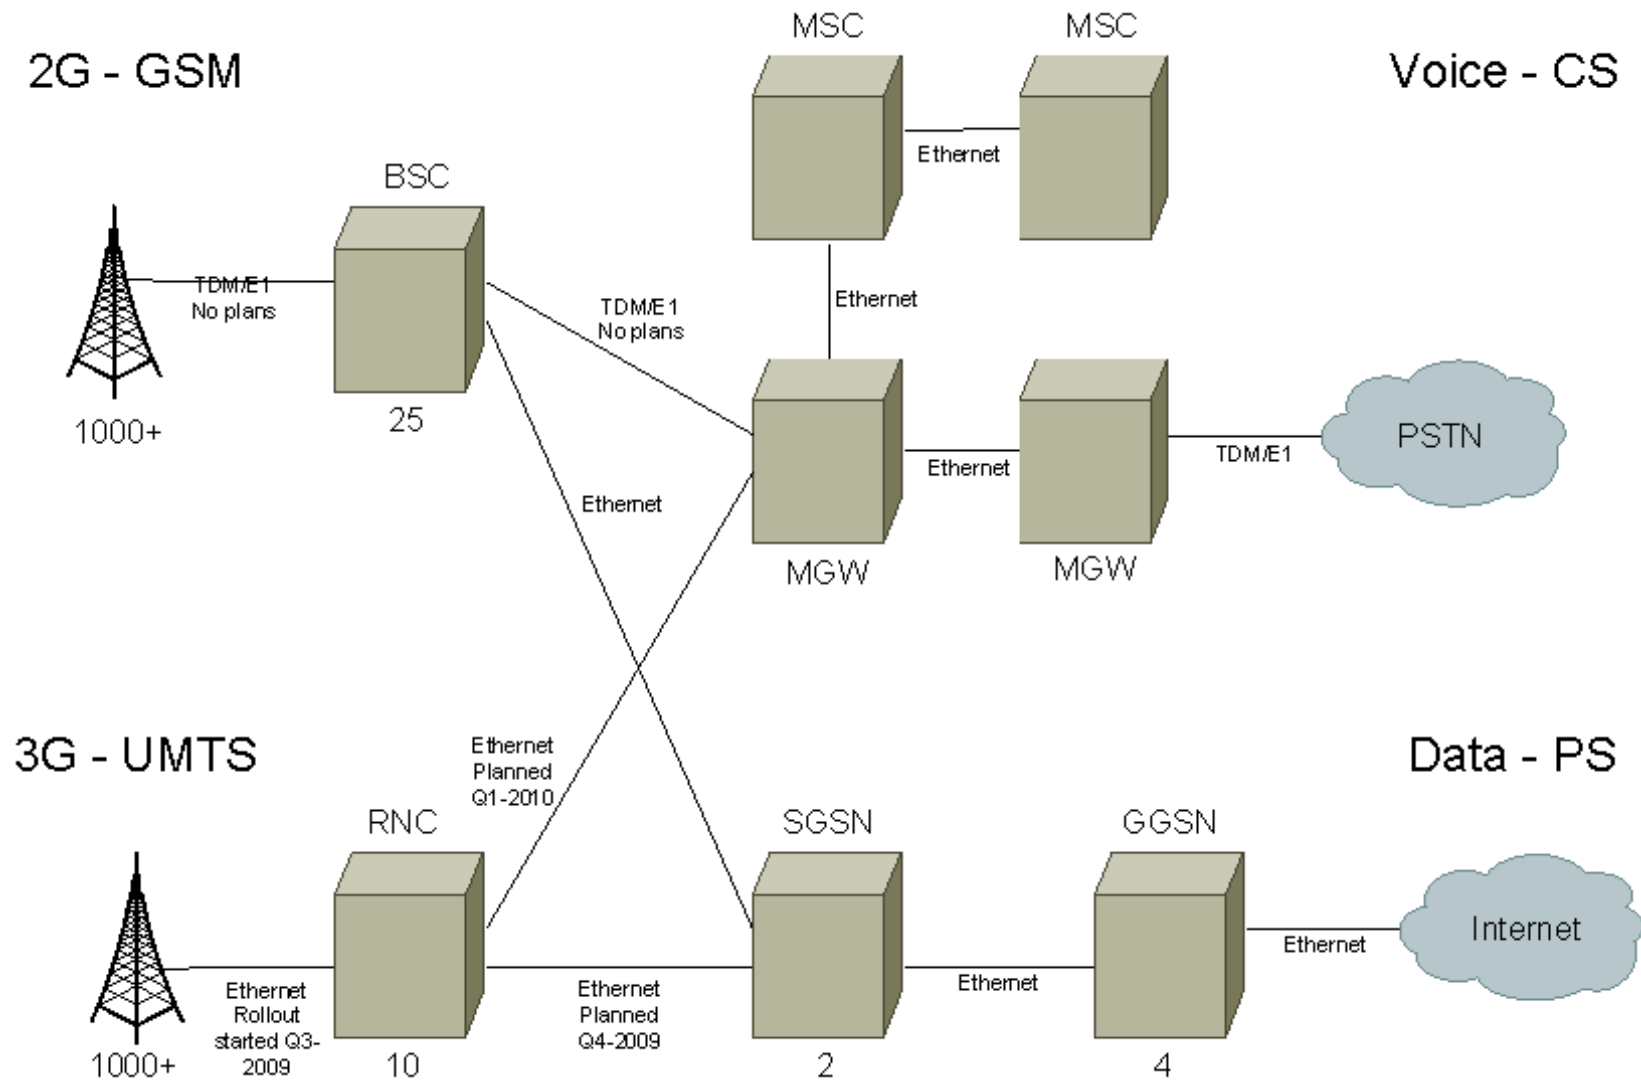 MSC
MSC
2G - GSM
Voice - CS
Ethernet
BSC
TDM/E1
No plans
TDM/E1
No plans
Ethernet
1000+
25
PSTN
Ethernet
TDM/E1
Ethernet
MGW
MGW
3G - UMTS
Ethernet
Planned
Q1-2010
Data - PS
RNC
SGSN
GGSN
Internet
Ethernet
Ethernet
Ethernet
Rollout
started Q3-
2009
Ethernet
Planned
Q4-2009
1000+
10
2
4